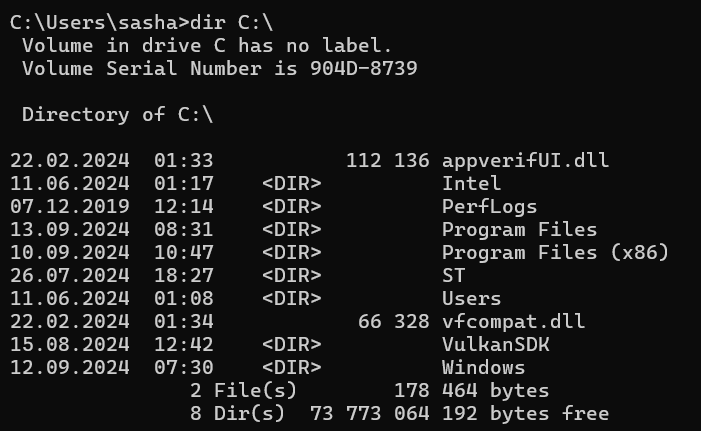 C:\Users\sasha>dir C:\
 Volume in drive C has no label.
 Volume Serial Number is 904D-8739

 Directory of C:\

22.02.2024  01:33           112 136 appverifUI.dll
11.06.2024  01:17    <DIR>          Intel
07.12.2019  12:14    <DIR>          PerfLogs
13.09.2024  08:31    <DIR>          Program Files
10.09.2024  10:47    <DIR>          Program Files (x86)
26.07.2024  18:27    <DIR>          ST
11.06.2024  01:08    <DIR>          Users
22.02.2024  01:34            66 328 vfcompat.dll
15.08.2024  12:42    <DIR>          VulkanSDK
12.09.2024  07:30    <DIR>          Windows
               2 File(s)        178 464 bytes
               8 Dir(s)  73 773 064 192 bytes free